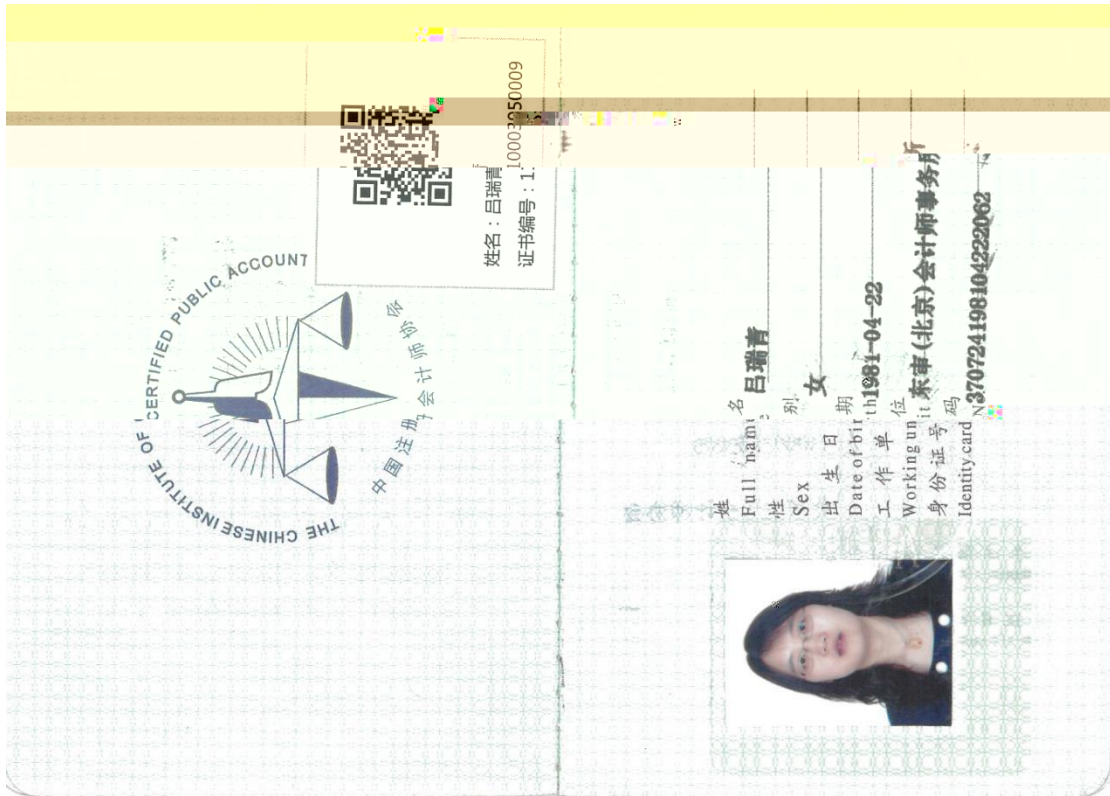 THE CHINESE INSTITUTE OF CERTIFIED PUBLIC ACCOUNT
中国注册会计师协会
姓名：吕瑞青
证书编号：1
10003950009
姓 名 吕瑞青
Full name
性 别 女
Sex
出 生 日 期 1981-04-22
Date of birth
工 作 单 位 东审(北京)会计师事务所
Working unit
身 份 证 号 码 370724198104222062
Identity card N